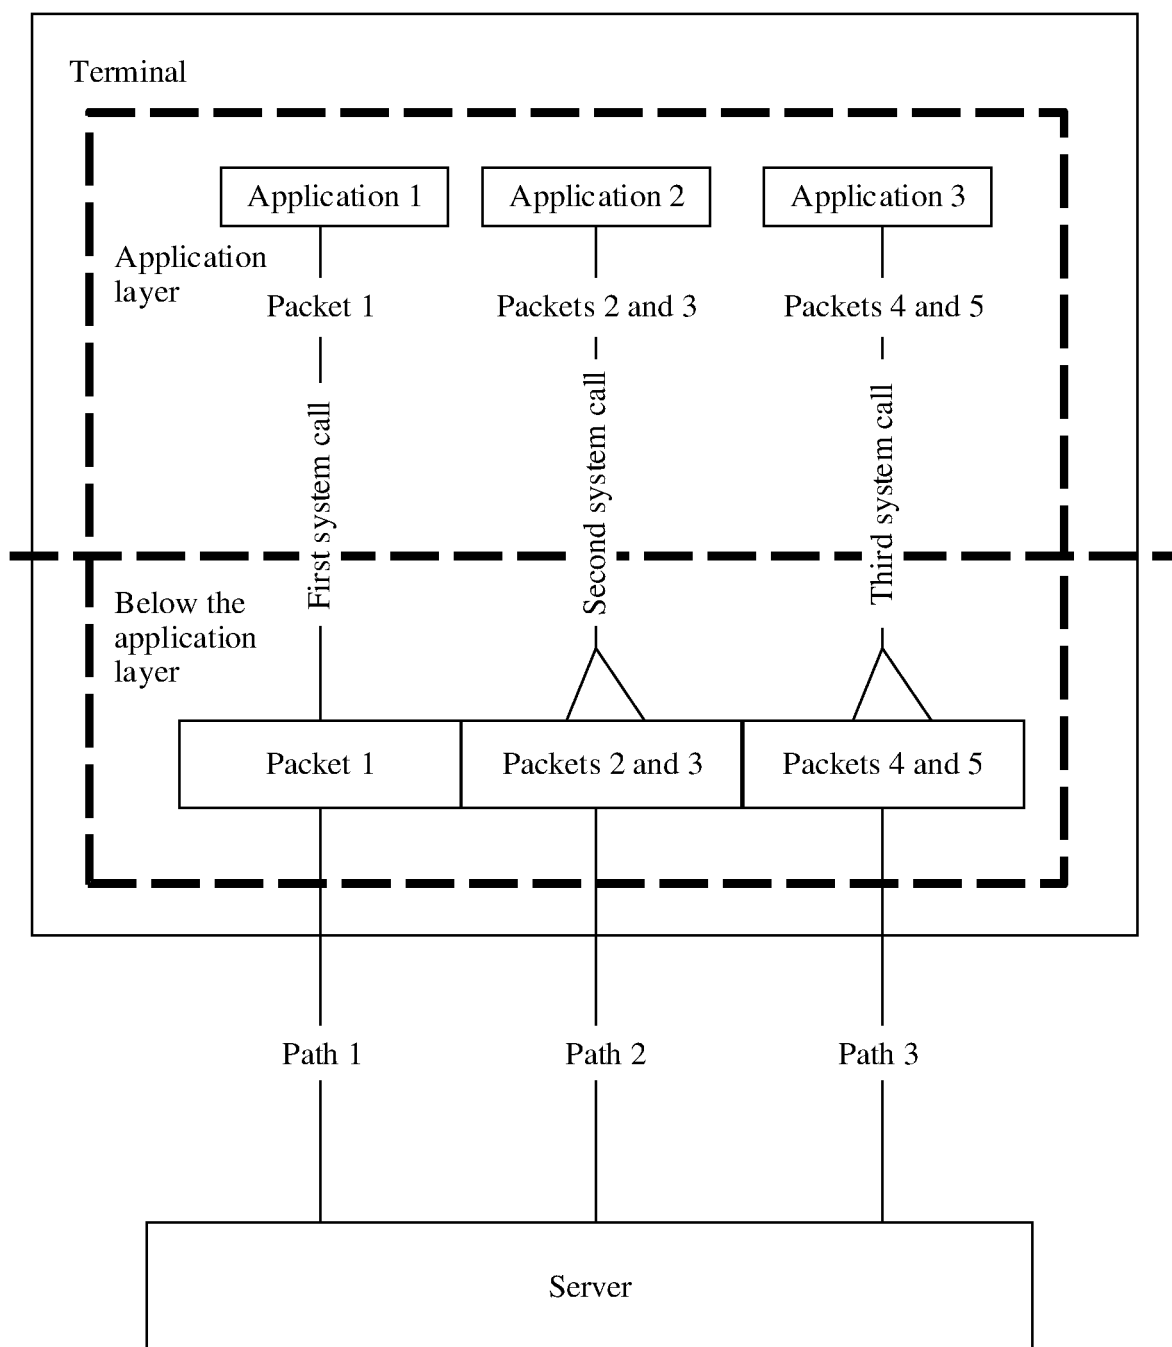 Terminal
Application 1
Application 2
Application 3
Application
layer
Packet 1
Packets 2 and 3
Packets 4 and 5
First system call
Second system call
Third system call
Below the
application
layer
Packet 1
Packets 2 and 3
Packets 4 and 5
Path 1
Path 2
Path 3
Server